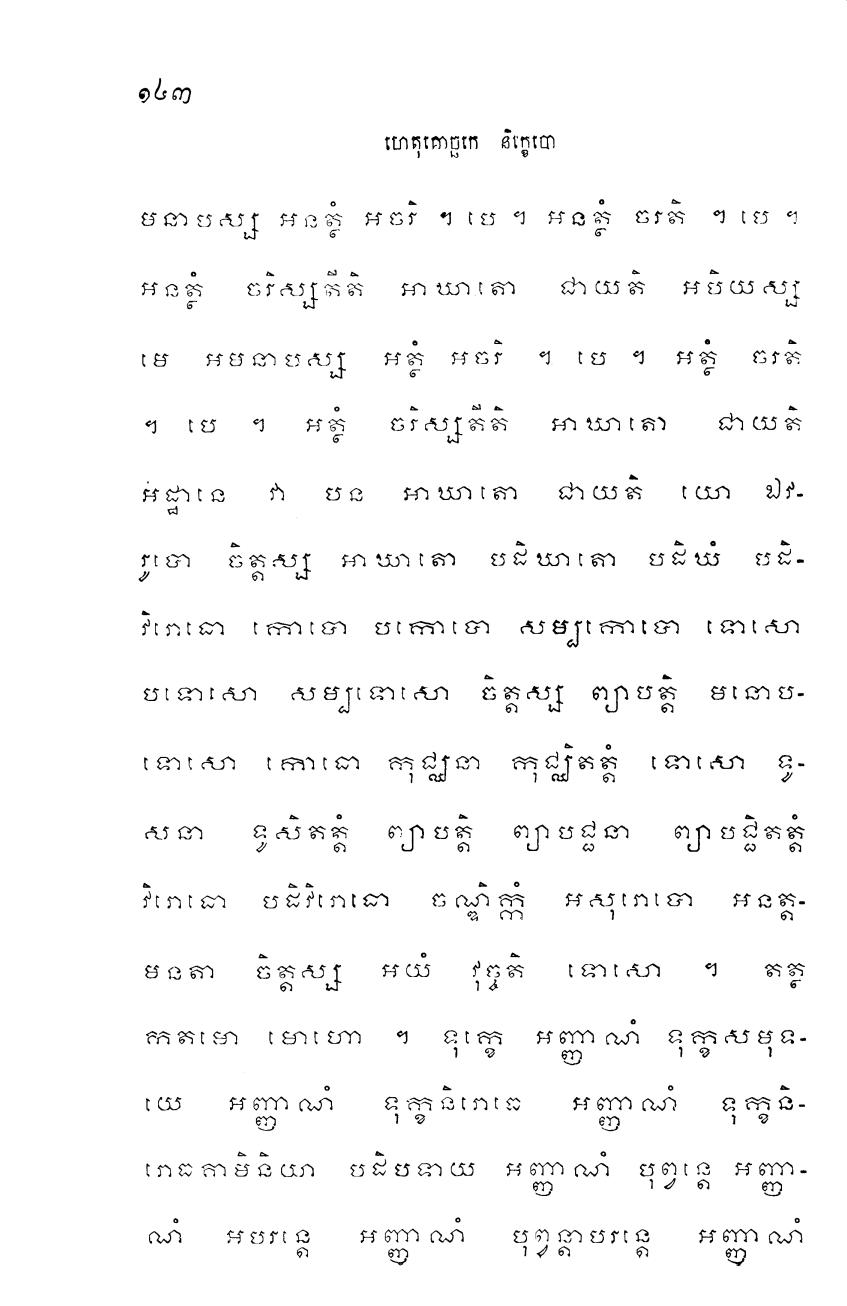 ១៤៣
ហេតុគោច្ឆកេ និក្ខេបោ
មនាបស្ស អនត្ថំ អចរិ ។ បេ ។ អនត្ថំ ចរតិ ។ បេ ។
អនត្ថំ ចរិស្សតីតិ អាឃាតោ ជាយតិ អប្បិយស្ស
មេ អមនាបស្ស អត្ថំ អចរិ ។ បេ ។ អត្ថំ ចរតិ
។ បេ ។ អត្ថំ ចរិស្សតីតិ អាឃាតោ ជាយតិ
អដ្ឋានេ វា បន អាឃាតោ ជាយតិ យោ ឯវ-
រូបោ ចិត្តស្ស អាឃាតោ បដិឃាតោ បដិឃំ បដិ-
វិរោធោ កោបោ បកោបោ សម្បកោបោ ទោសោ
បទោសោ សម្បទោសោ ចិត្តស្ស ព្យាបត្តិ មនោប-
ទោសោ កោធោ កុជ្ឈនា កុជ្ឈិតត្តំ ទោសោ ទូ-
សនា ទូសិតត្តំ ព្យាបត្តិ ព្យាបជ្ជនា ព្យាបជ្ជិតត្តំ
វិរោធោ បដិវិរោធោ ចណ្ឌិក្កំ អសុរោបោ អនត្ត-
មនតា ចិត្តស្ស អយំ វុច្ចតិ ទោសោ ។ តត្ថ
កតមោ មោហោ ។ ទុក្ខេ អញ្ញាណំ ទុក្ខសមុទ-
យេ អញ្ញាណំ ទុក្ខនិរោធេ អញ្ញាណំ ទុក្ខនិ-
រោធគាមិនិយា បដិបទាយ អញ្ញាណំ បុព្វន្តេ អញ្ញា-
ណំ អបរន្តេ អញ្ញាណំ បុព្វន្តាបរន្តេ អញ្ញាណំ